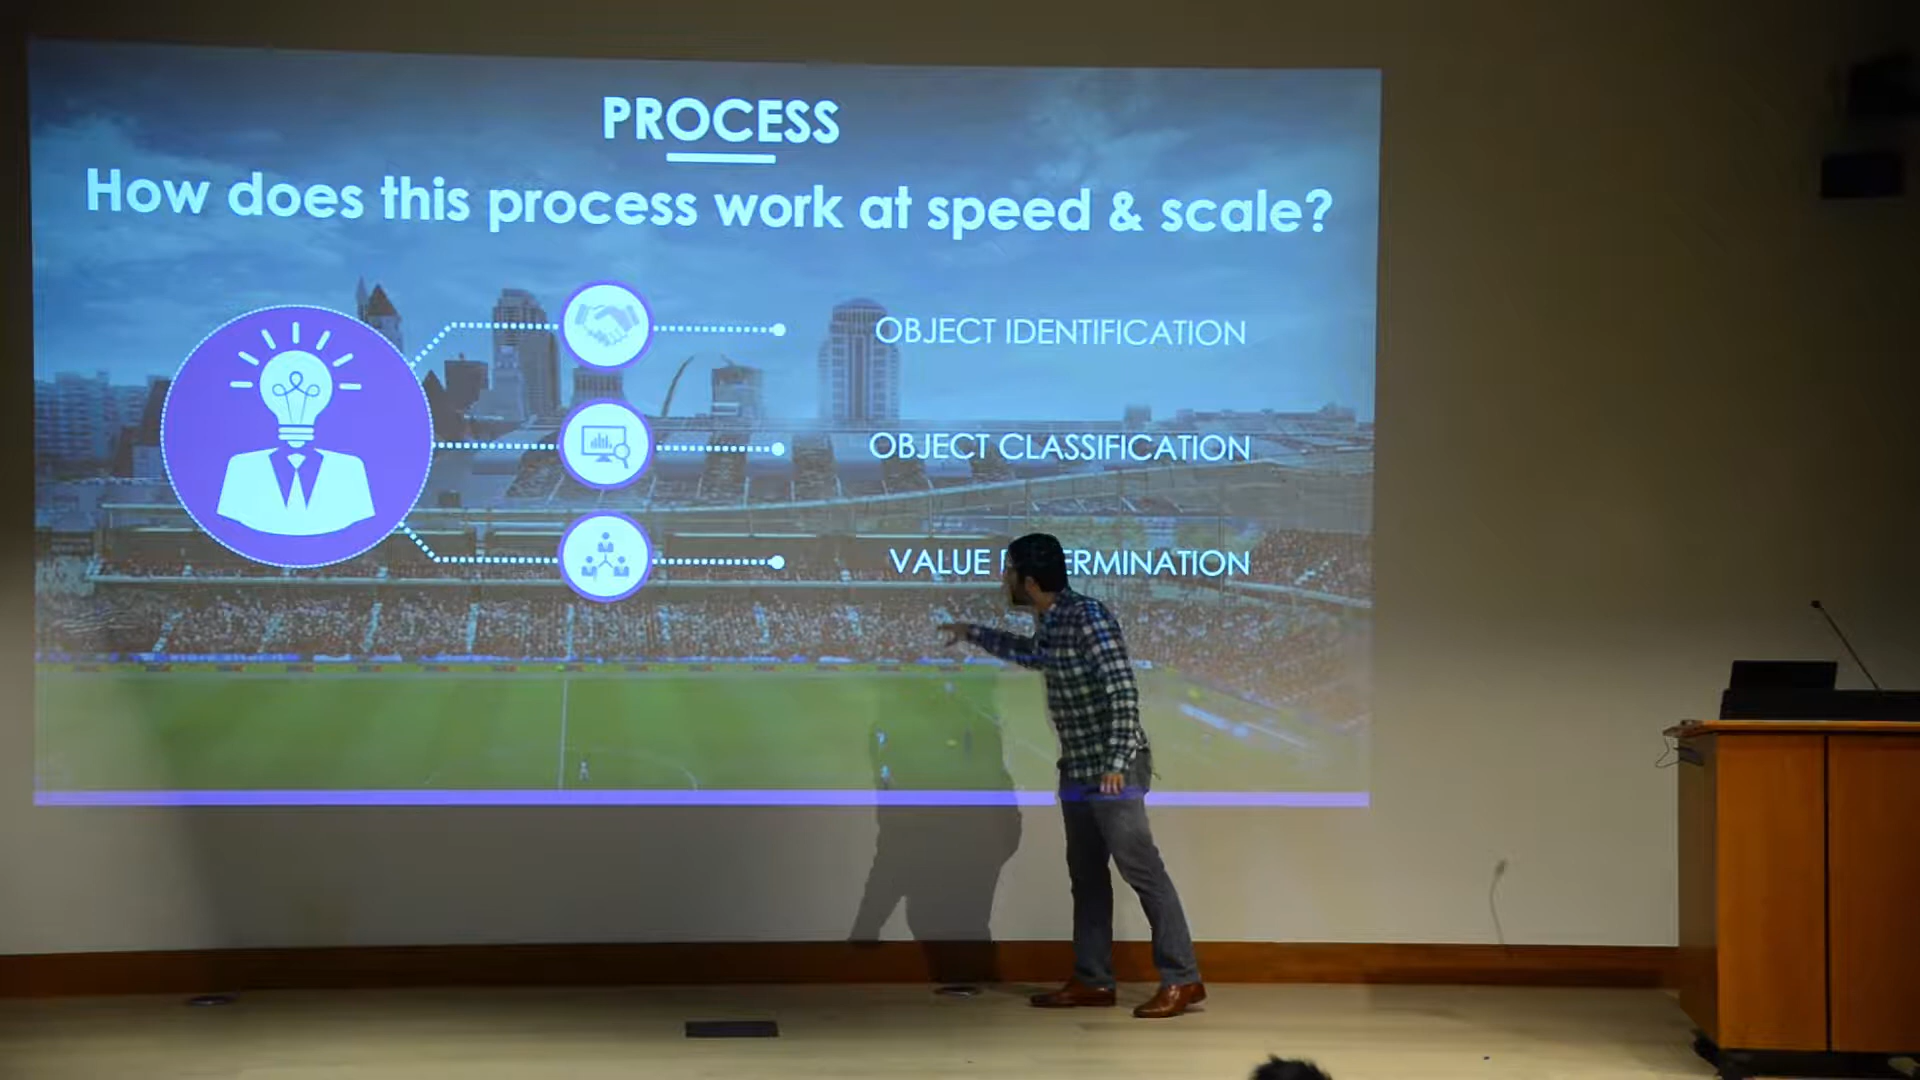 PROCESS
How does this process work at speed & scale?
OBJECT IDENTIFICATION
OBJECT CLASSIFICATION
VALUE ERMINATION